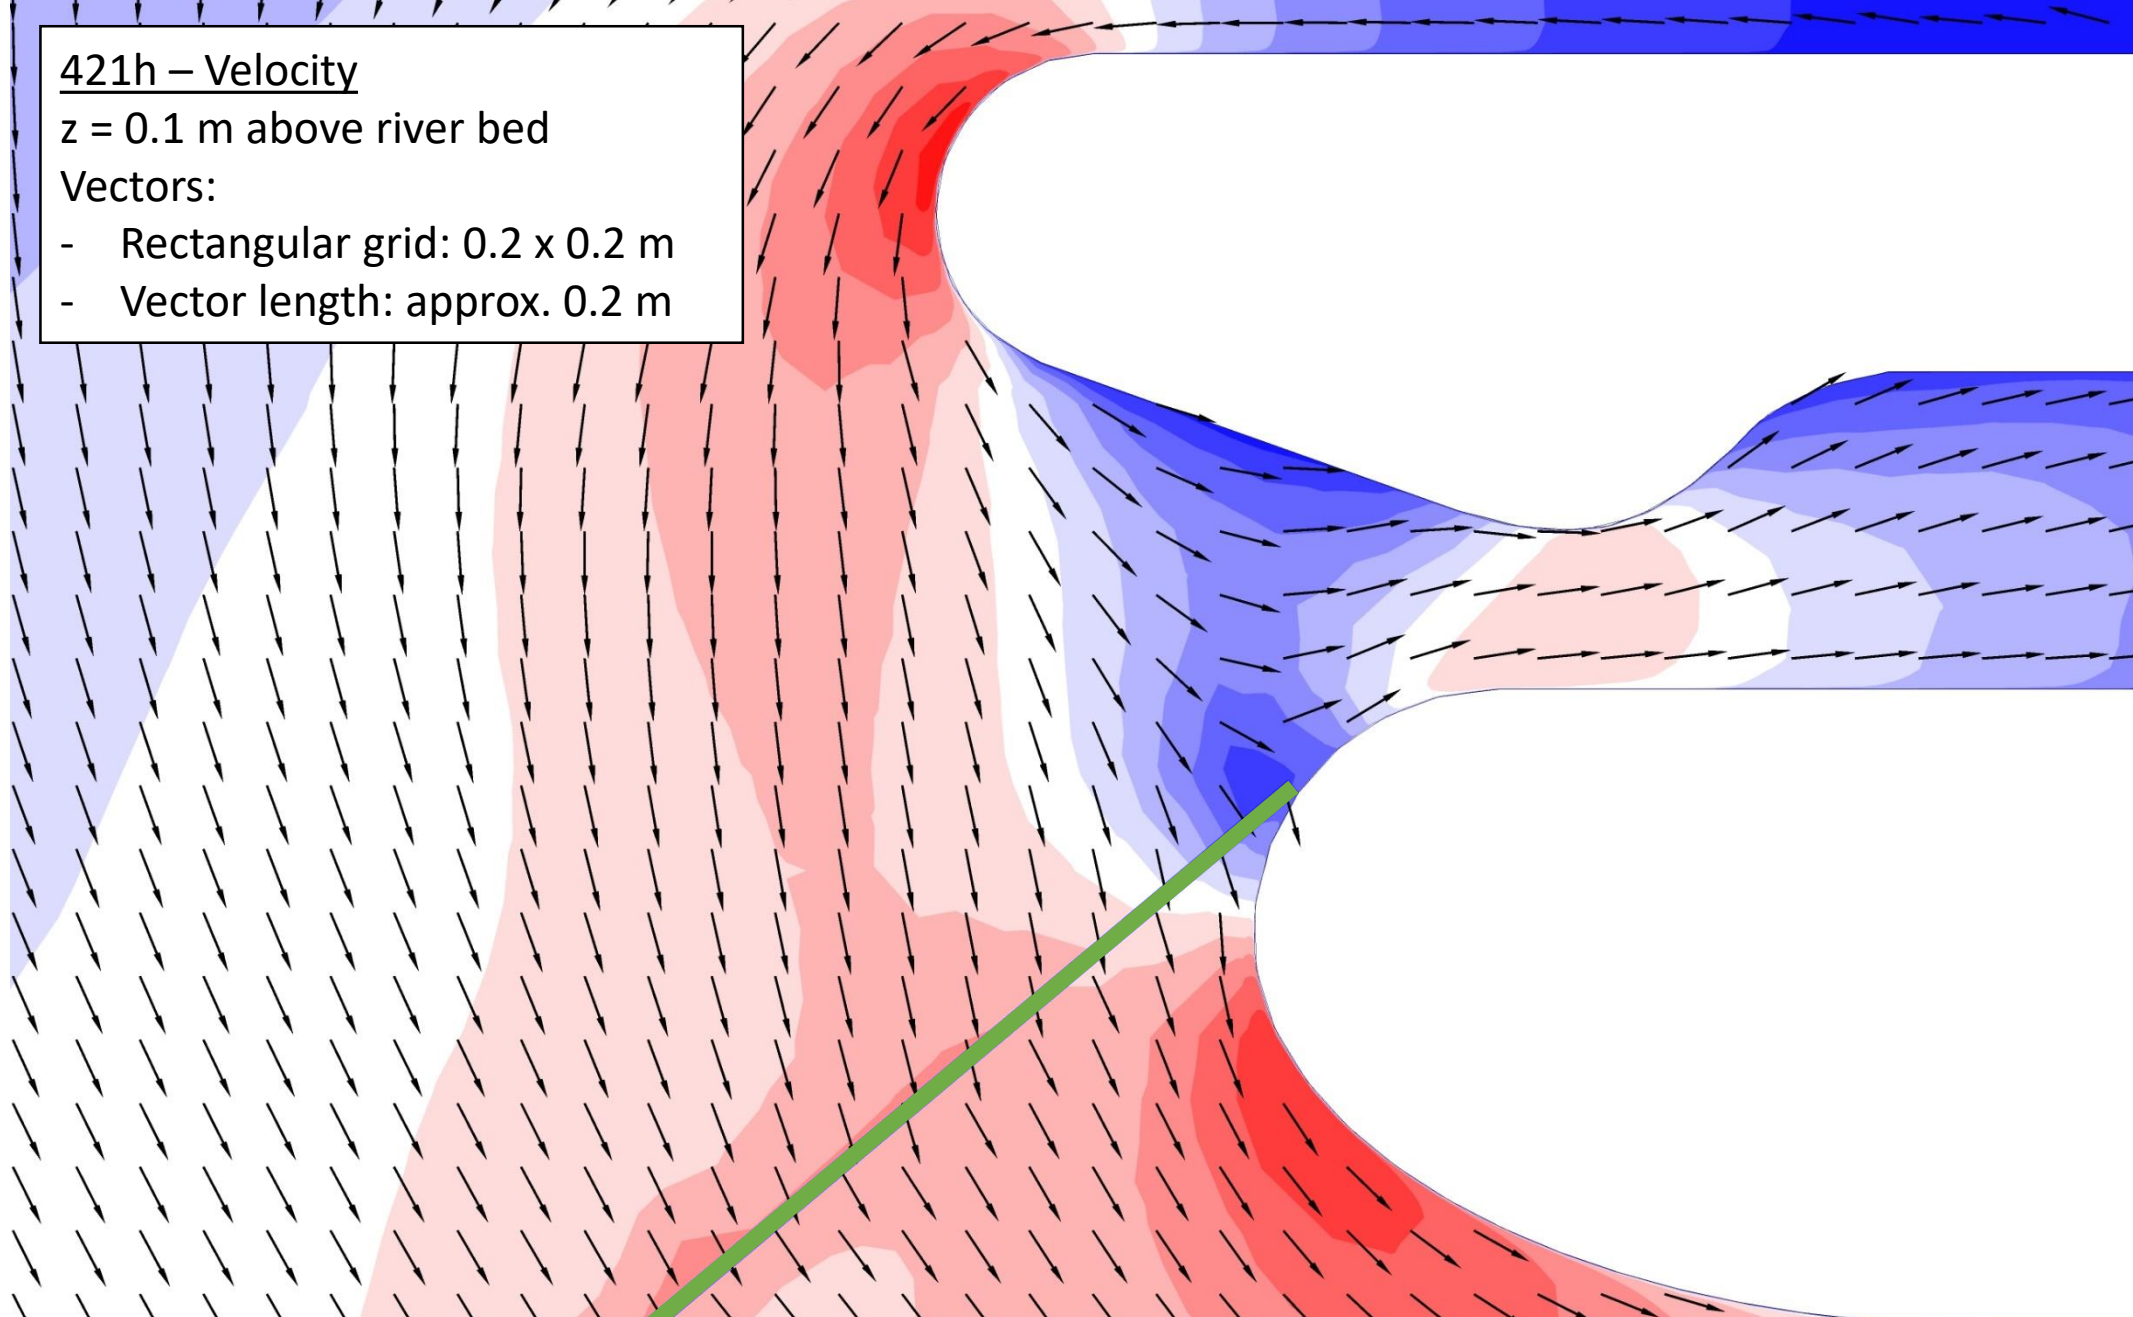 421h – Velocity
z = 0.1 m above river bed
Vectors:
- Rectangular grid: 0.2 x 0.2 m
- Vector length: approx. 0.2 m